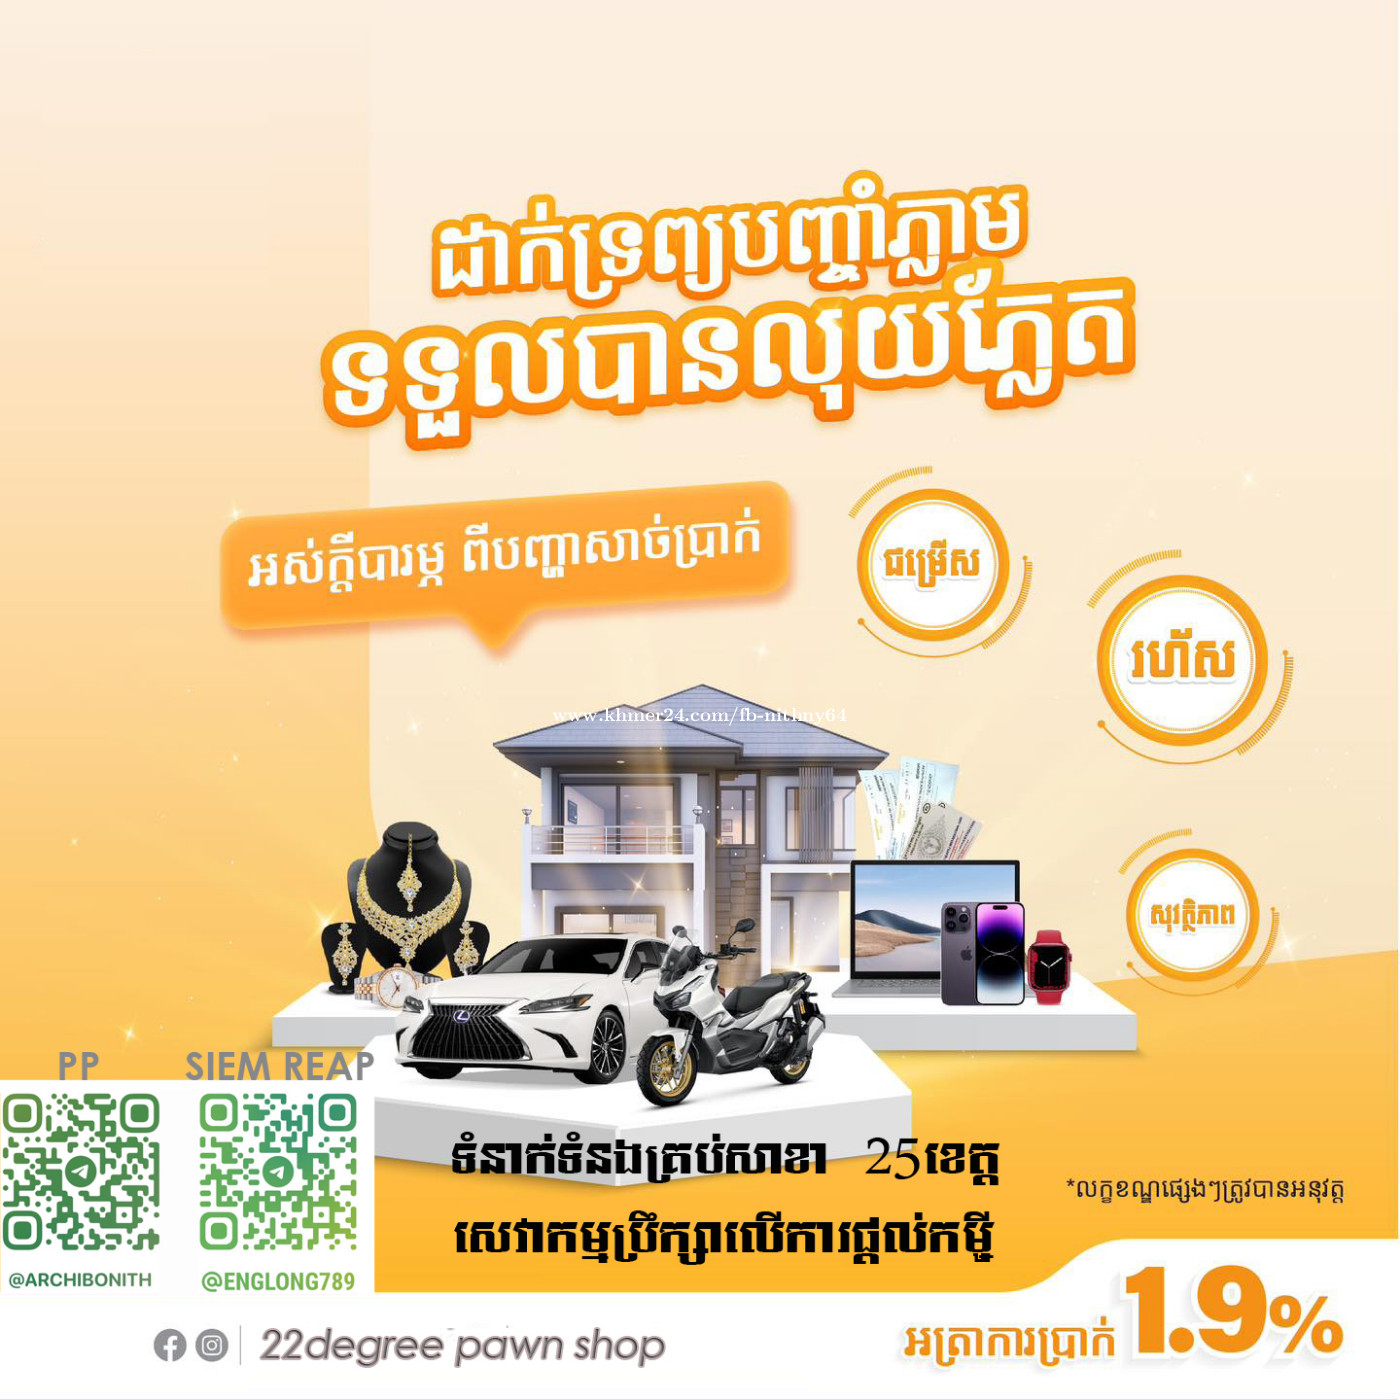 ដាក់ទ្រព្យបញ្ចាំភ្លាម
ទទួលបានលុយភ្លែត
អស់ក្តីបារម្ភ ពីបញ្ហាសាច់ប្រាក់
ជម្រើស
រហ័ស
www.khmer24.com/fb-nithny64
សុវត្ថិភាព
PP
SIEM REAP
ទំនាក់ទំនងគ្រប់សាខា 25ខេត្ត
*លក្ខខណ្ឌផ្សេងៗត្រូវបានអនុវត្ត
សេវាកម្មប្រឹក្សាលើការផ្តល់កម្ចី
@ARCHIBONITH
@ENGLONG789
22degree pawn shop
អត្រាការប្រាក់ 1.9%